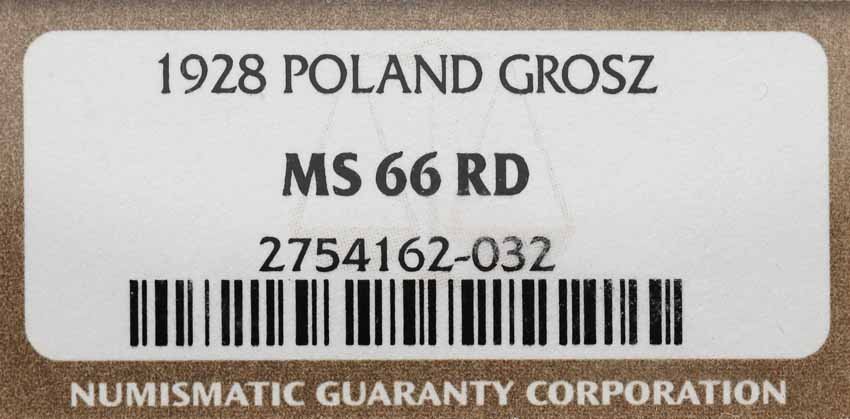 1928 POLAND GROSZ
MS 66 RD
2754162-032
NUMISMATIC GUARANTY CORPORATION